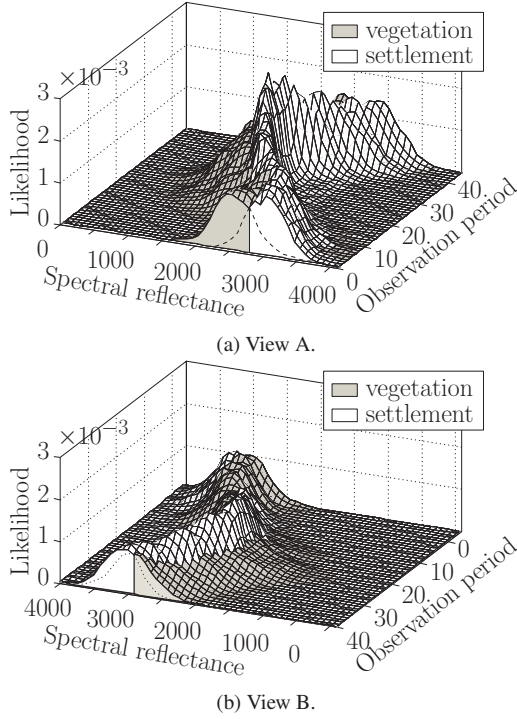 vegetation
settlement
×10−3
Likelihood
3
2
1
0
0
1000
2000
3000
4000
Spectral reflectance
0
10
20
30
40
Observation period
(a) View A.
vegetation
settlement
×10−3
Likelihood
3
2
1
0
4000
3000
2000
1000
0
Spectral reflectance
40
30
20
10
0
Observation period
(b) View B.